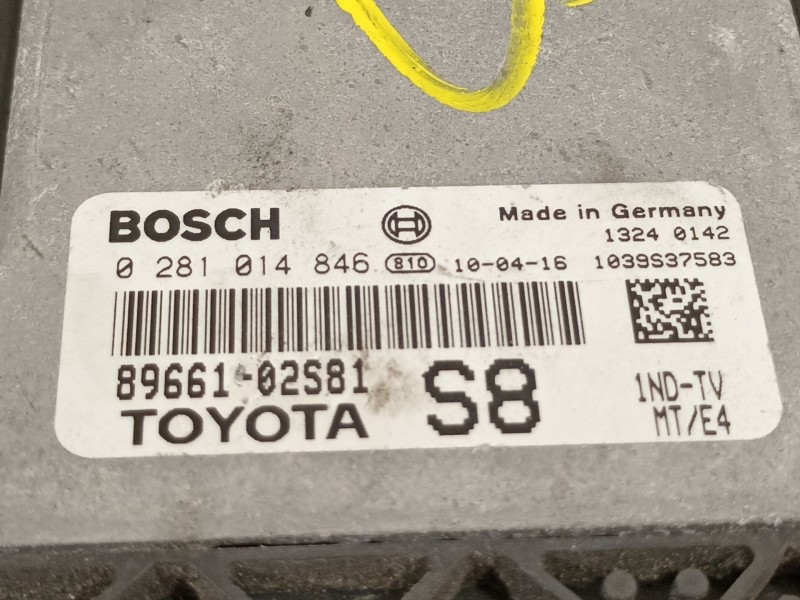 BOSCH
Made in Germany
1324 0142
0 281 014 846 810 10-04-16 1039S37583
89661-02S81 S8 1ND-TV
TOYOTA MT/E4